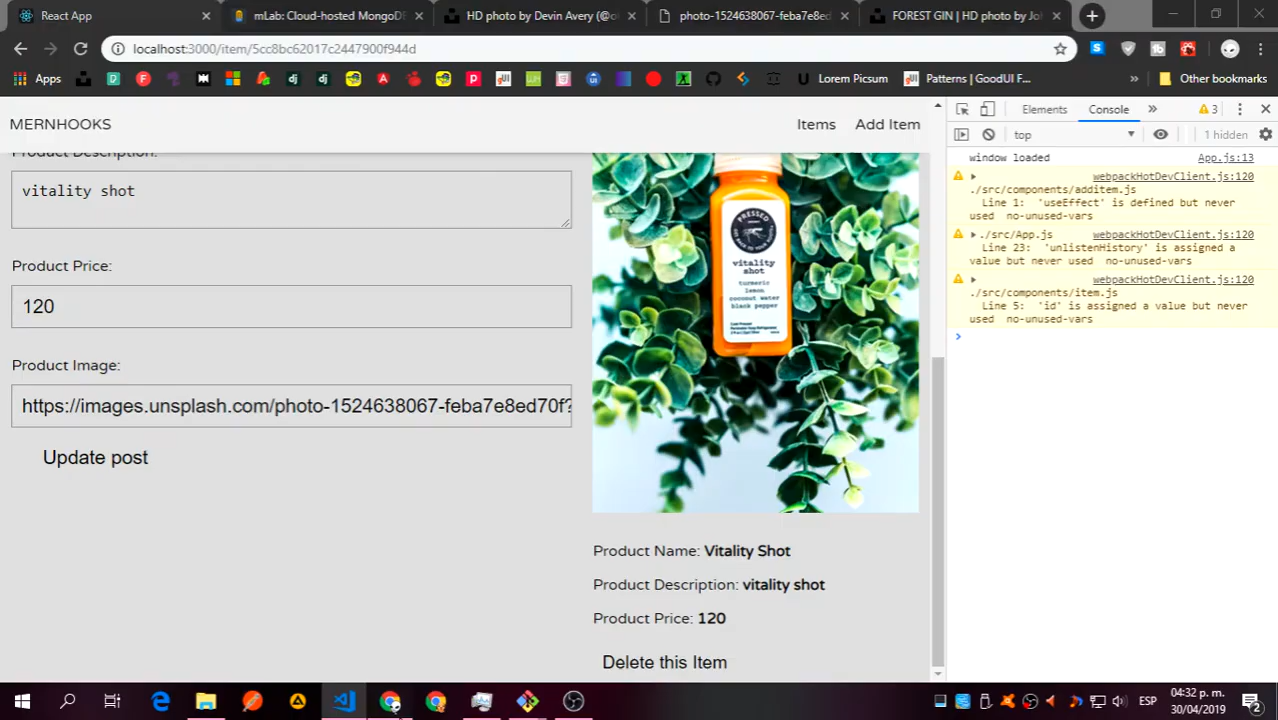 React App
mLab: Cloud-hosted MongoDB
HD photo by Devin Avery (@o
photo-1524638067-feba7e8ed
FOREST GIN | HD photo by Jo
localhost:3000/item/5cc8bc62017c2447900f944d
Apps
Lorem Picsum
Patterns | GoodUI F...
Other bookmarks
MERNHOOKS
Items
Add Item
Product Description:
vitality shot
Product Price:
120
Product Image:
https://images.unsplash.com/photo-1524638067-feba7e8ed70f?
Update post
PRESSED
vitality
shot
turmeric
lemon
coconut water
black pepper
Product Name: Vitality Shot
Product Description: vitality shot
Product Price: 120
Delete this Item
Elements
Console
3
top
1 hidden
window loaded
App.js:13
webpackHotDevClient.js:120
./src/components/additem.js
Line 1: 'useEffect' is defined but never
used no-unused-vars
./src/App.js
webpackHotDevClient.js:120
Line 23: 'unlistenHistory' is assigned a
value but never used no-unused-vars
webpackHotDevClient.js:120
./src/components/item.js
Line 5: 'id' is assigned a value but never
used no-unused-vars
ESP
04:32 p. m.
30/04/2019
2